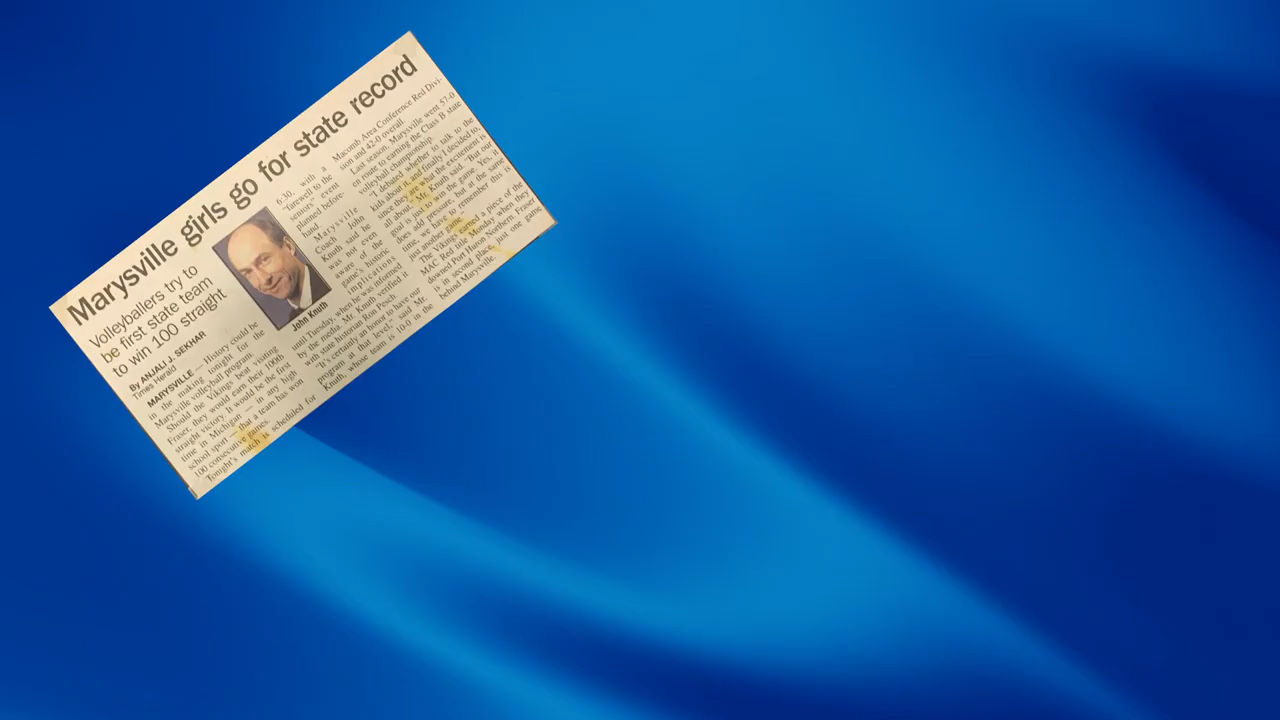 Marysville girls go for state record
Volleyballers try to
be first state team
to win 100 straight
By ANJALI J. SEKHAR
Times Herald
MARYSVILLE — History could be
in the making tonight for the
Marysville volleyball program.
Should the Vikings beat visiting
Fraser, they would earn their 100th
straight victory. It would be the first
time in Michigan — in any high
school sport — that a team has won
100 consecutive games.
Tonight's match is scheduled for
6:30, with a
"farewell to the
seniors" event
planned before-
hand.
Marysville
Coach John
Knuth said he
was not even
aware of the
game's historic
implications
John Knuth
until Tuesday, when he was informed
by the media. Mr. Knuth verified it
with state historian Ron Pesch.
"It's certainly an honor to have our
program at that level," said Mr.
Knuth, whose team is 10-0 in the
Macomb Area Conference Red Divi-
sion and 42-0 overall.
Last season, Marysville went 57-0
en route to earning the Class B state
volleyball championship.
"I debated whether to talk to the
kids about it, and finally I decided to,
since they are what the excitement is
all about," Mr. Knuth said. "But our
goal is just to win the game. Yes, it
does add pressure, but at the same
time, we have to remember this is
just another game."
The Vikings earned a piece of the
MAC Red title Monday when they
downed Port Huron Northern. Fraser
is in second place, just one game
behind Marysville.